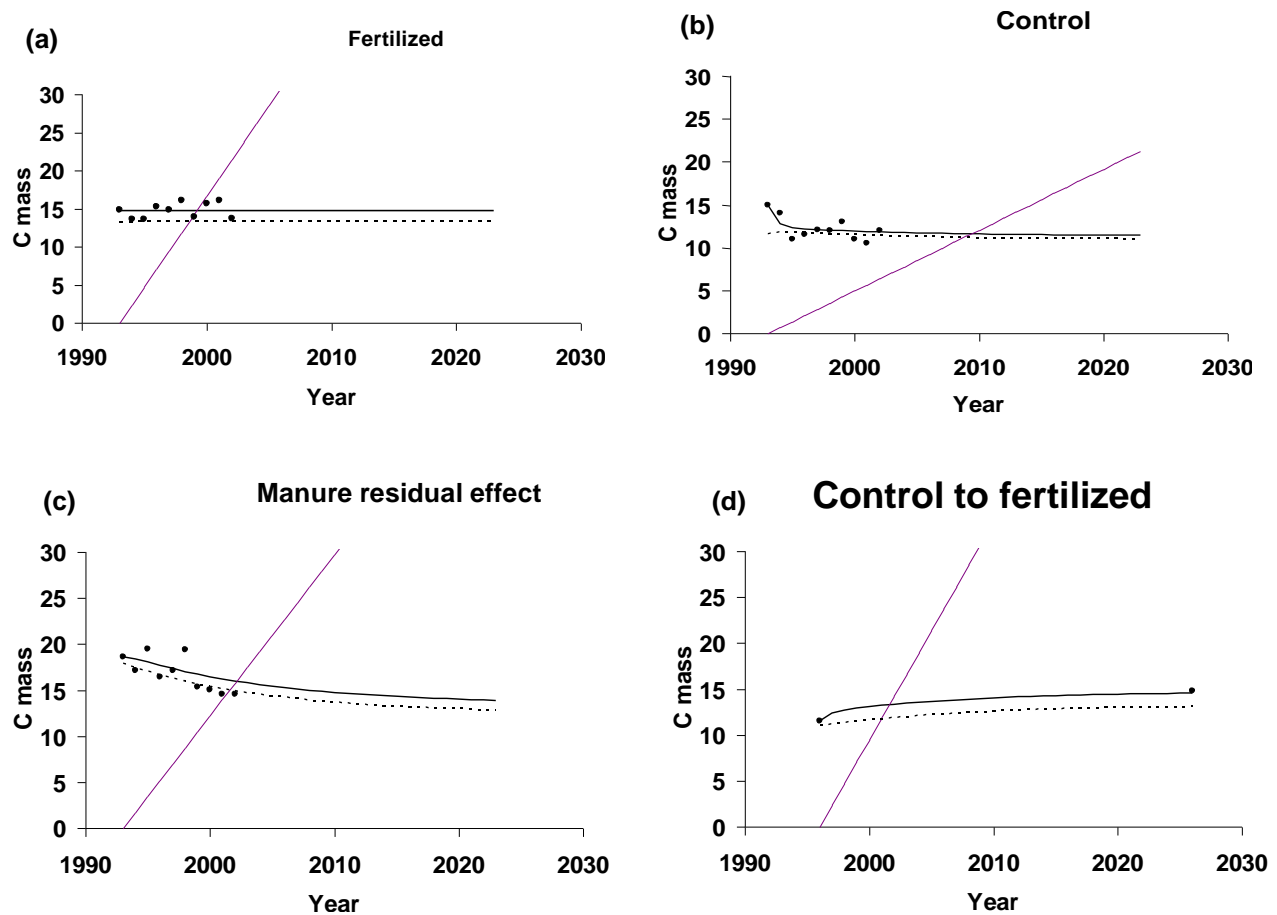 (a)
Fertilized
30
25
20
15
10
5
0
C mass
1990 2000 2010 2020 2030
Year
(b)
Control
30
25
20
15
10
5
0
C mass
1990 2000 2010 2020 2030
Year
(c)
Manure residual effect
30
25
20
15
10
5
0
C mass
1990 2000 2010 2020 2030
Year
(d)
Control to fertilized
30
25
20
15
10
5
0
C mass
1990 2000 2010 2020 2030
Year